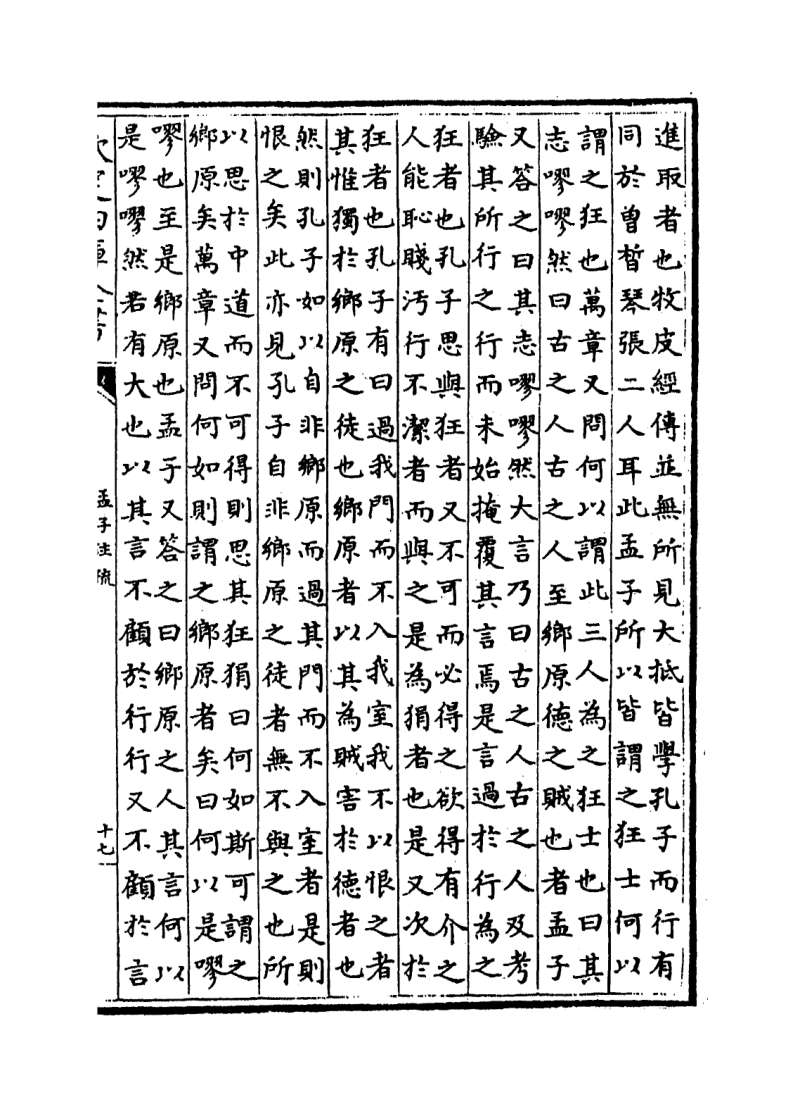 進取者也牧皮經傳並無所見大抵皆學孔子而行有
同於曽晳琴張二人耳此孟子所以皆謂之狂士何以
謂之狂也萬章又問何以謂此三人為之狂士也曰其
志嘐嘐然曰古之人古之人至鄉原德之賊也者孟子
又答之曰其志嘐嘐然大言乃曰古之人古之人及考
驗其所行之行而未始掩覆其言焉是言過於行為之
狂者也孔子思與狂者又不可而必得之欲得有介之
人能恥賤汚行不潔者而與之是為狷者也是又次於
狂者也孔子有曰過我門而不入我室我不以恨之者
其惟獨於鄉原之徒也鄉原者以其為賊害於德者也
然則孔子如以自非鄉原而過其門而不入室者是則
恨之矣此亦見孔子自非鄉原之徒者無不與之也所
以思於中道而不可得則思其狂狷曰何如斯可謂之
鄉原矣萬章又問何如則謂之鄉原者矣曰何以是嘐
嘐也至是鄉原也孟子又答之曰鄉原之人其言何以
是嘐嘐然若有大也以其言不顧於行行又不顧於言
孟子注疏
十七